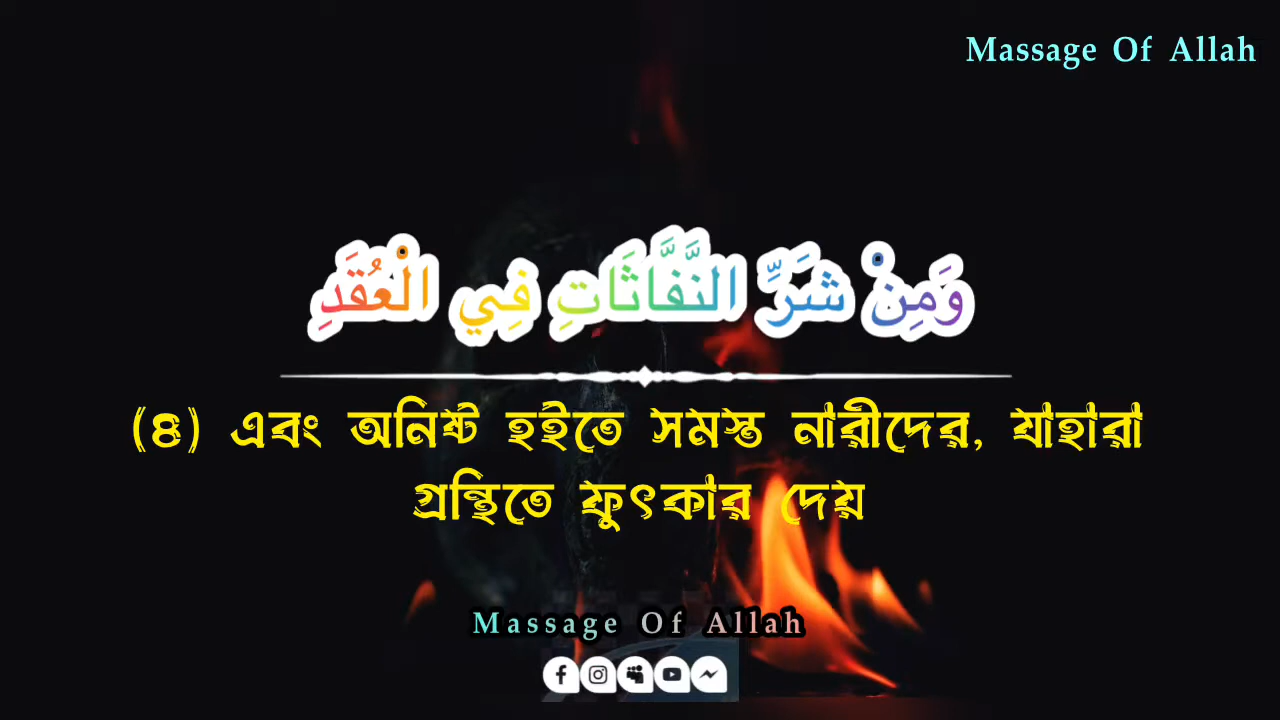 Massage Of Allah
وَمِنْ شَرِّ النَّفَّاثَاتِ فِي الْعُقَدِ
(৪) এবং অনিষ্ট হইতে সমস্ত নারীদের, যাহারা
গ্রন্থিতে ফুৎকার দেয়
Massage Of Allah